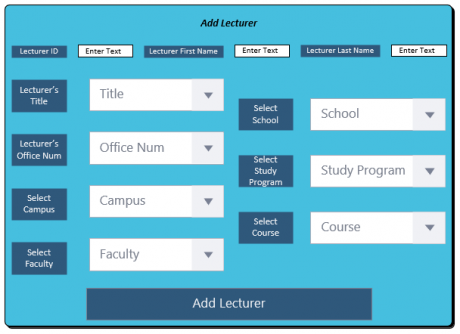 Add Lecturer
Lecturer ID
Enter Text
Lecturer First Name
Enter Text
Lecturer Last Name
Enter Text
Lecturer's
Title
Title
Lecturer's
Office Num
Office Num
Select
Campus
Campus
Select
Faculty
Faculty
Select
School
School
Select
Study
Program
Study Program
Select
Course
Course
Add Lecturer